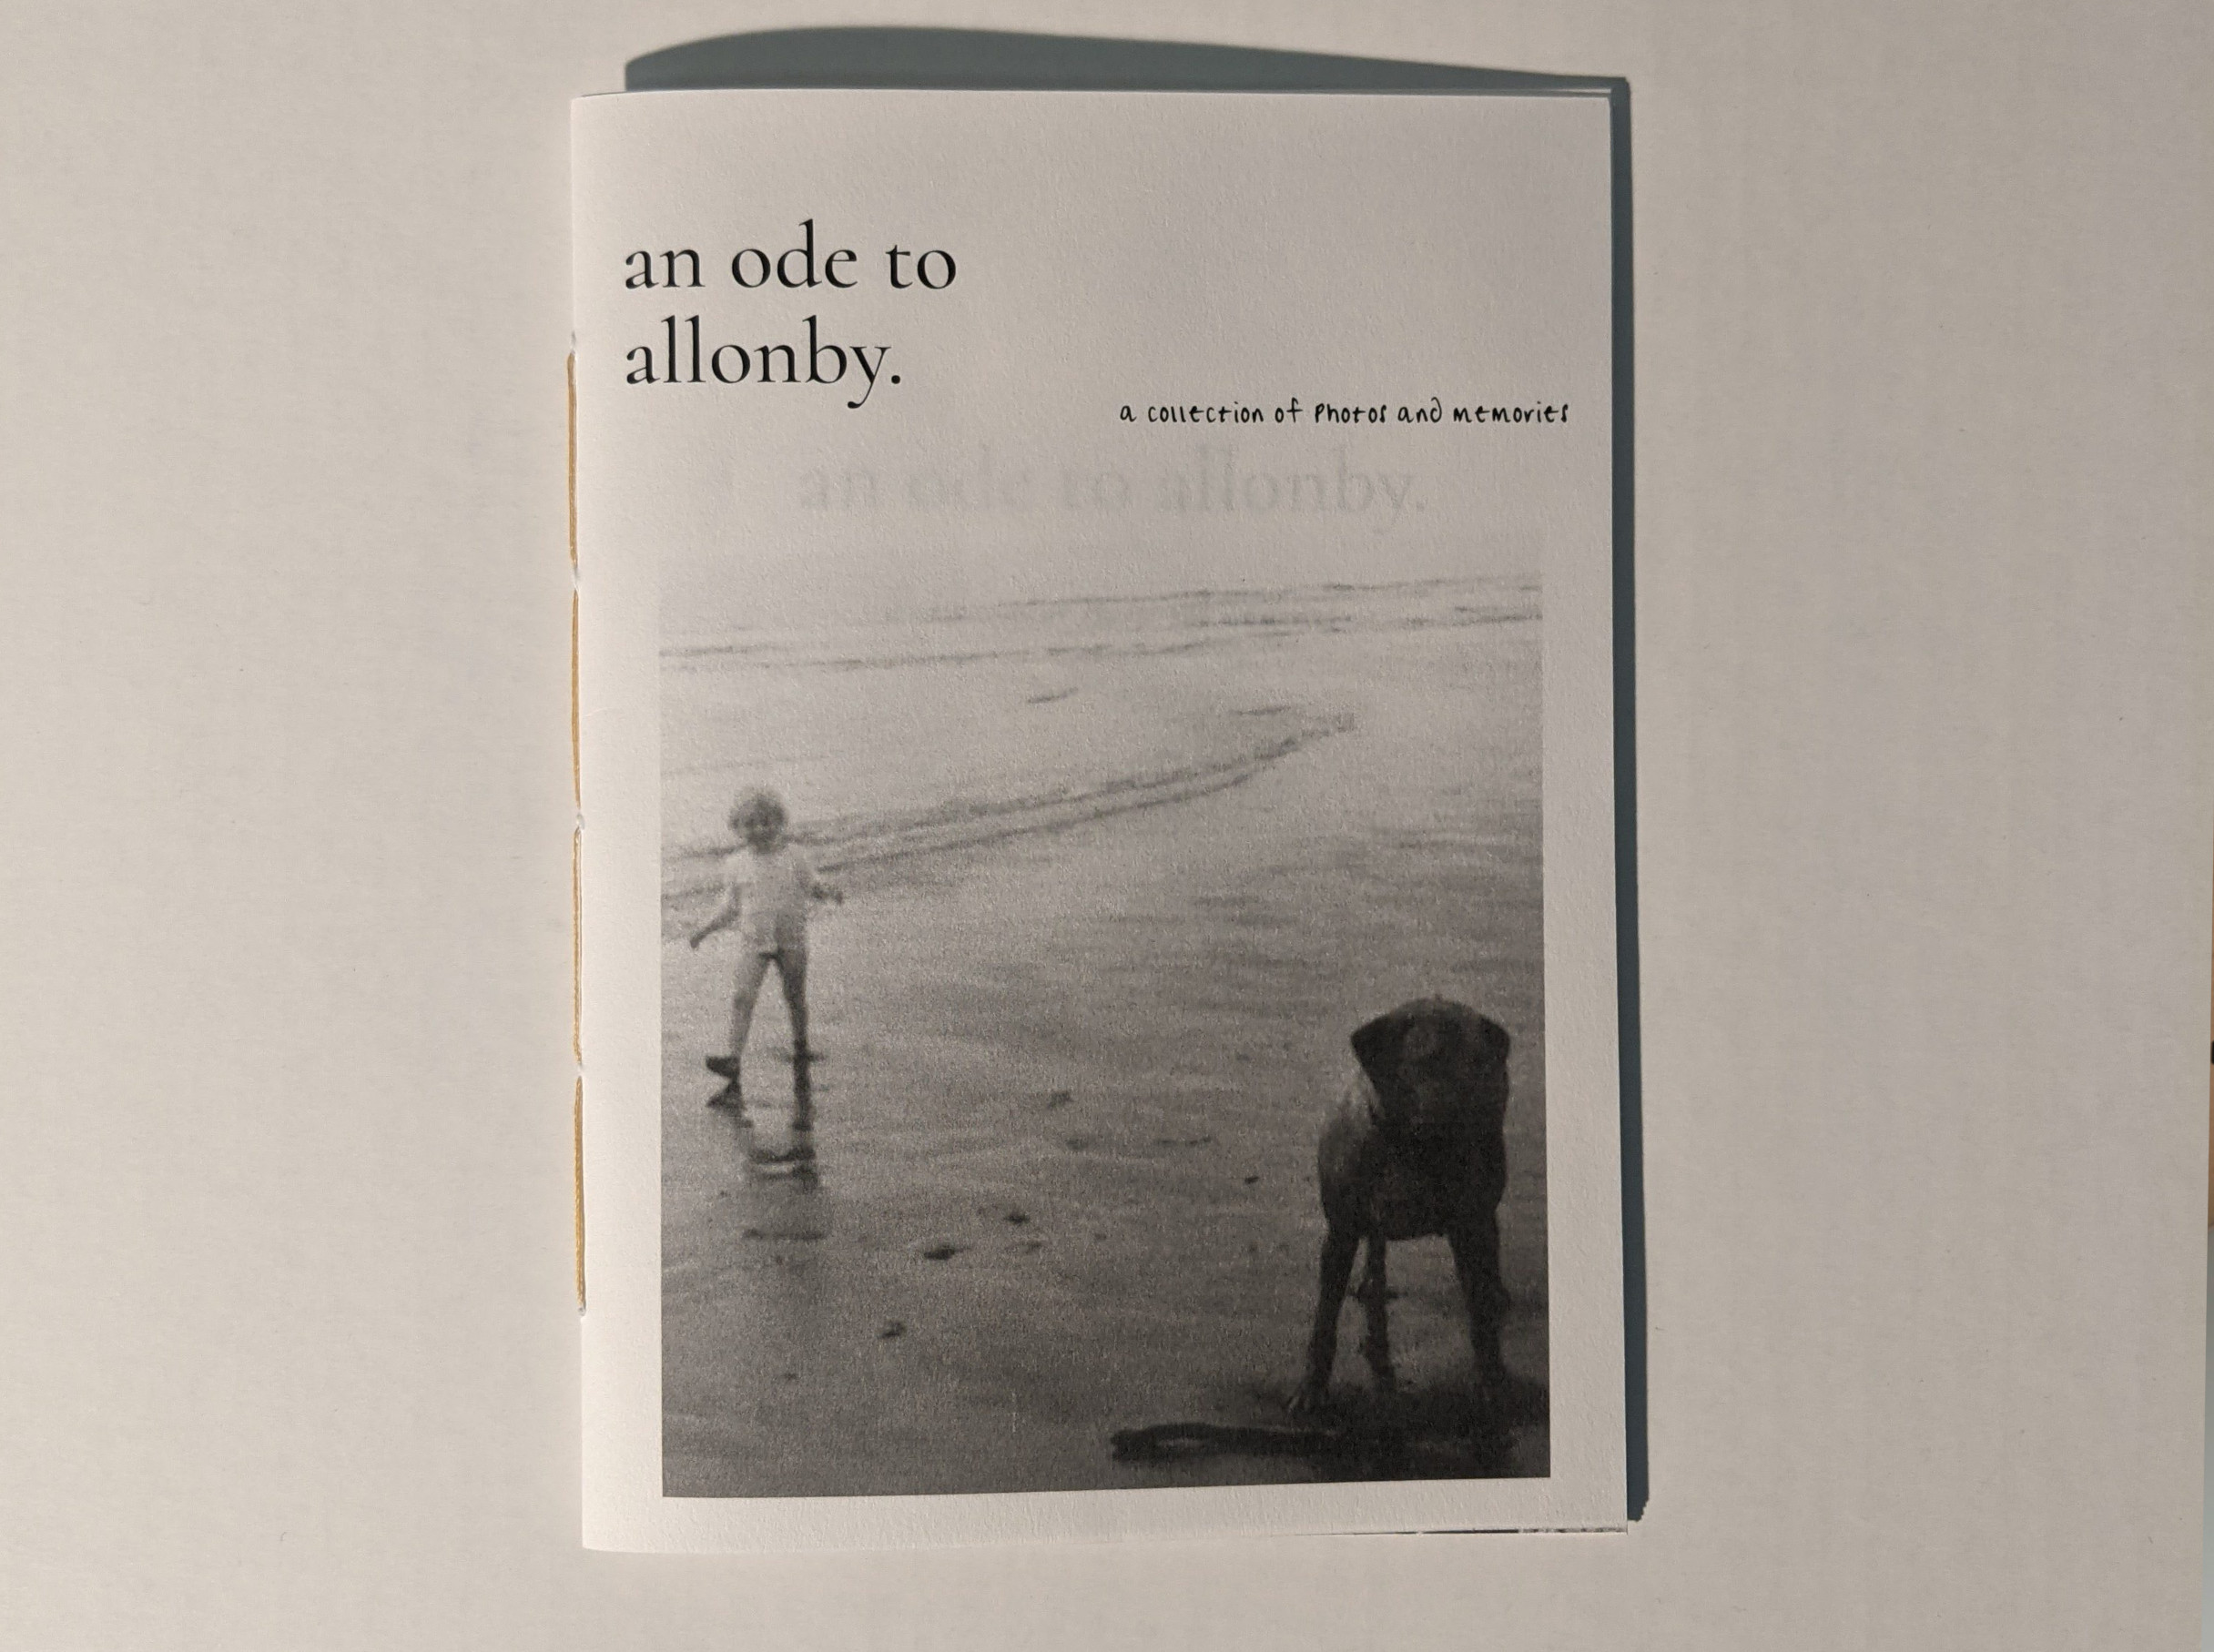 an ode to
allonby.
a collection of photos and memories
an ode to allonby.